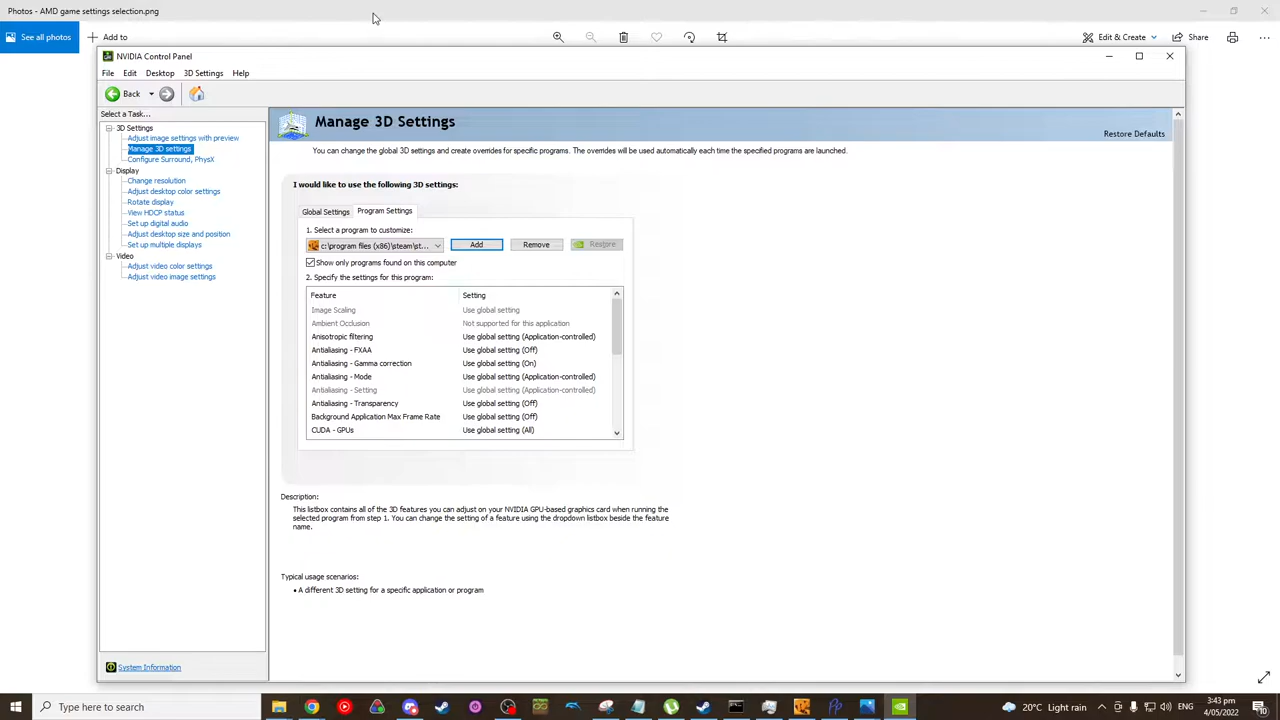 Photos - AMD game settings selection.png
See all photos
Add to
Edit & Create
Share
NVIDIA Control Panel
File Edit Desktop 3D Settings Help
Back
Select a Task...
3D Settings
Adjust image settings with preview
Manage 3D settings
Configure Surround, PhysX
Display
Change resolution
Adjust desktop color settings
Rotate display
View HDCP status
Set up digital audio
Adjust desktop size and position
Set up multiple displays
Video
Adjust video color settings
Adjust video image settings
System Information
Manage 3D Settings
Restore Defaults
You can change the global 3D settings and create overrides for specific programs. The overrides will be used automatically each time the specified programs are launched.
I would like to use the following 3D settings:
Global Settings Program Settings
1. Select a program to customize:
c:\program files (x86)\steam\st... Add Remove Restore
Show only programs found on this computer
2. Specify the settings for this program:
Feature Setting
Image Scaling Use global setting
Ambient Occlusion Not supported for this application
Anisotropic filtering Use global setting (Application-controlled)
Antialiasing - FXAA Use global setting (Off)
Antialiasing - Gamma correction Use global setting (On)
Antialiasing - Mode Use global setting (Application-controlled)
Antialiasing - Setting Use global setting (Application-controlled)
Antialiasing - Transparency Use global setting (Off)
Background Application Max Frame Rate Use global setting (Off)
CUDA - GPUs Use global setting (All)
Description:
This listbox contains all of the 3D features you can adjust on your NVIDIA GPU-based graphics card when running the
selected program from step 1. You can change the setting of a feature using the dropdown listbox beside the feature
name.
Typical usage scenarios:
• A different 3D setting for a specific application or program
Type here to search
20°C Light rain
ENG
3:43 pm
4/05/2022